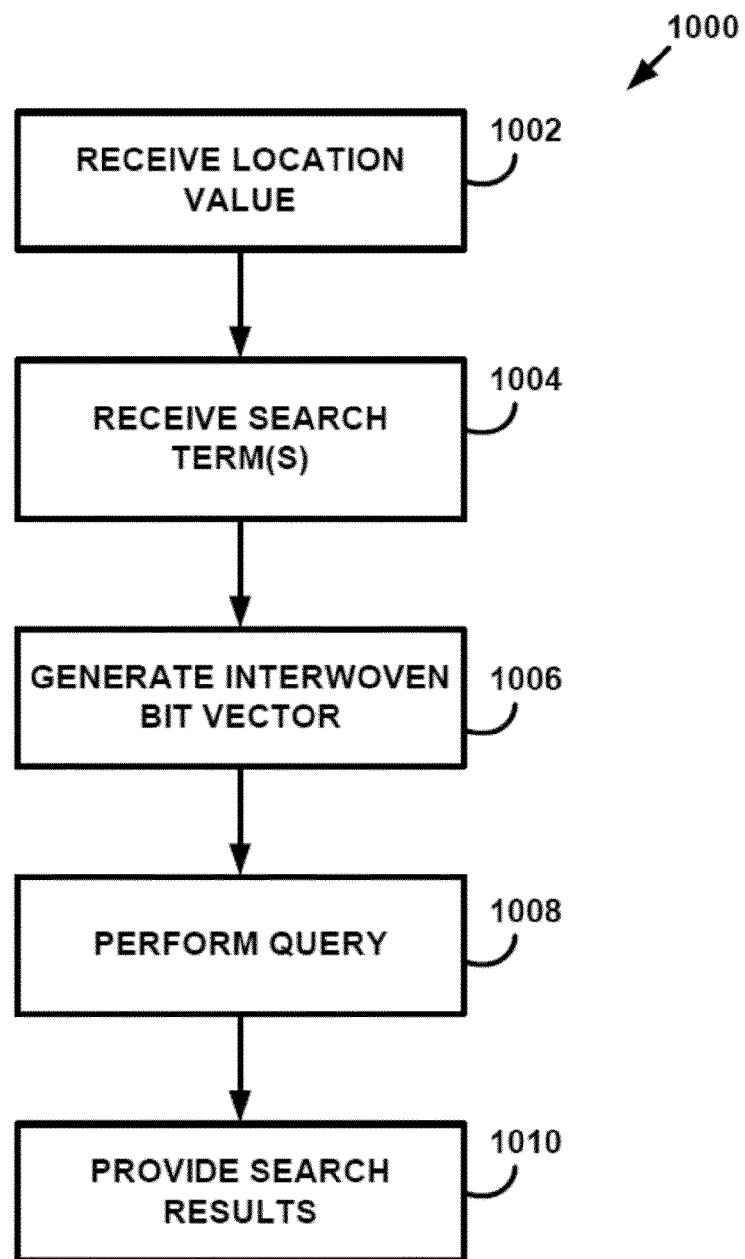 1000
RECEIVE LOCATION
VALUE
1002
RECEIVE SEARCH
TERM(S)
1004
GENERATE INTERWOVEN
BIT VECTOR
1006
PERFORM QUERY
1008
PROVIDE SEARCH
RESULTS
1010